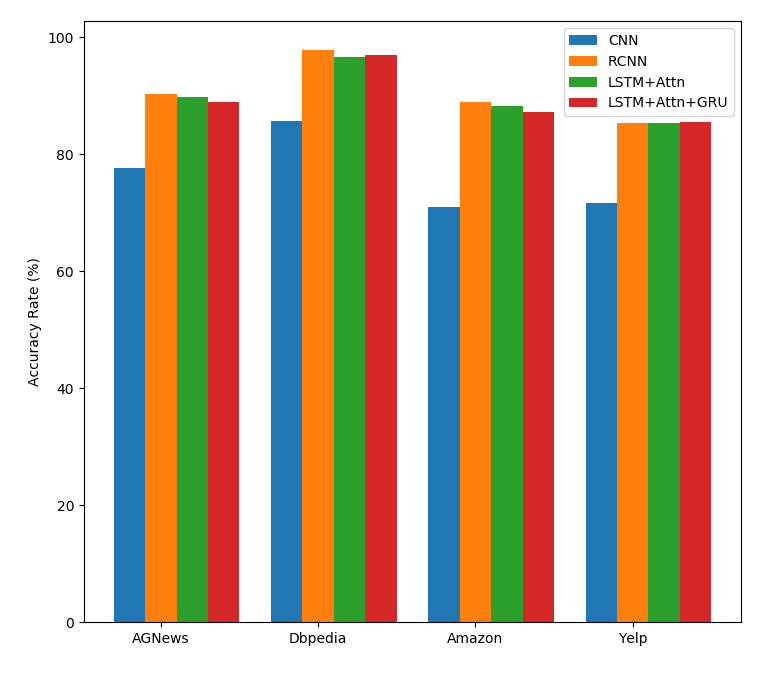 100
80
60
40
20
0
Accuracy Rate (%)
CNN
RCNN
LSTM+Attn
LSTM+Attn+GRU
AGNews
Dbpedia
Amazon
Yelp